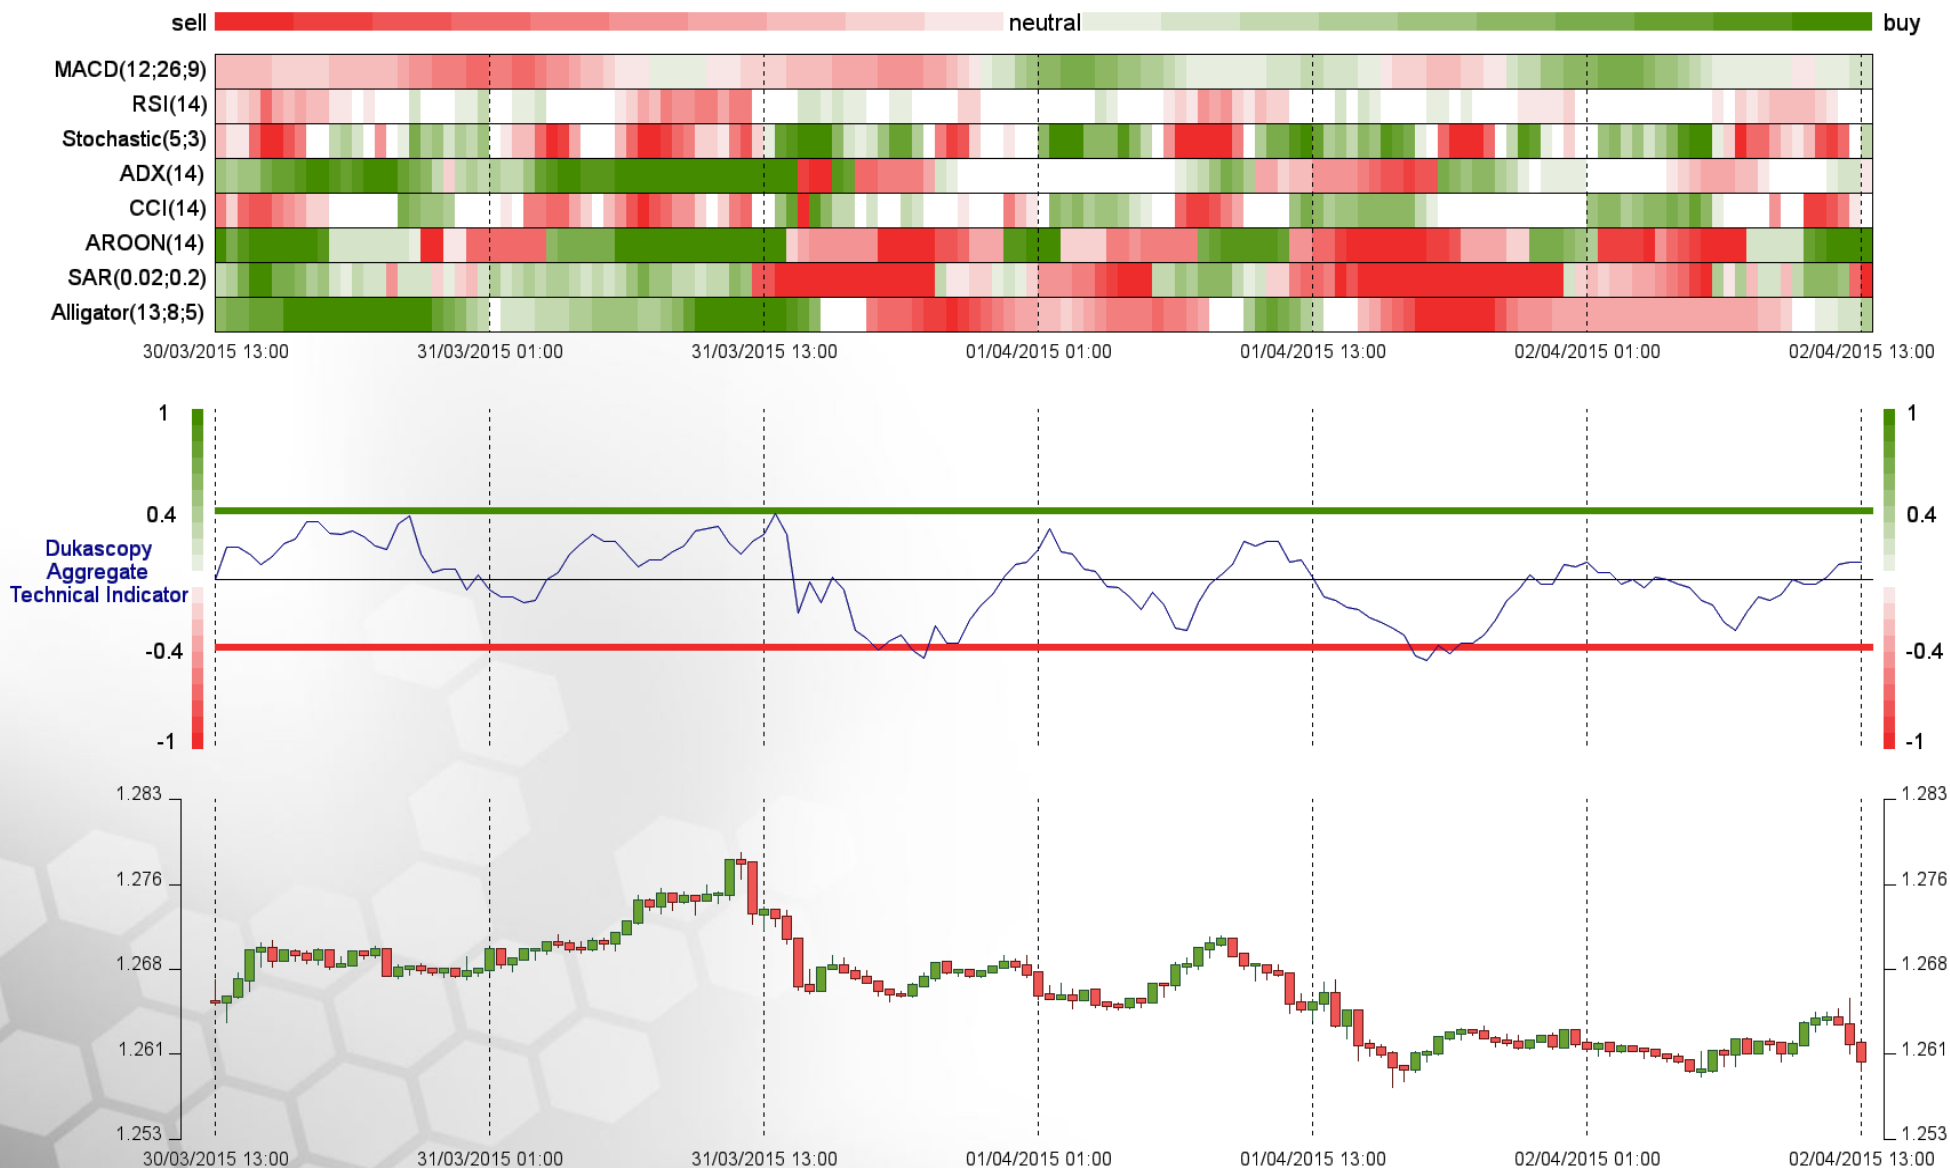 sell neutral buy
MACD(12;26;9)
RSI(14)
Stochastic(5;3)
ADX(14)
CCI(14)
AROON(14)
SAR(0.02;0.2)
Alligator(13;8;5)
30/03/2015 13:00 31/03/2015 01:00 31/03/2015 13:00 01/04/2015 01:00 01/04/2015 13:00 02/04/2015 01:00 02/04/2015 13:00
1 1
0.4 0.4
Dukascopy
Aggregate
Technical Indicator
-0.4 -0.4
-1 -1
1.283 1.283
1.276 1.276
1.268 1.268
1.261 1.261
1.253 1.253
30/03/2015 13:00 31/03/2015 01:00 31/03/2015 13:00 01/04/2015 01:00 01/04/2015 13:00 02/04/2015 01:00 02/04/2015 13:00